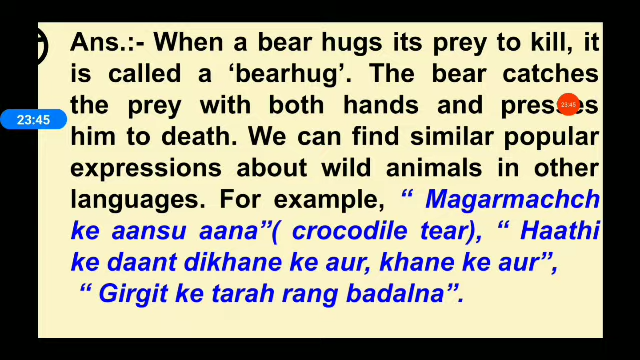 Ans.:- When a bear hugs its prey to kill, it
is called a ‘bearhug’. The bear catches
the prey with both hands and presses
23:45
23:45
him to death. We can find similar popular
expressions about wild animals in other
languages. For example, “ Magarmachch
ke aansu aana”( crocodile tear), “ Haathi
ke daant dikhane ke aur, khane ke aur”,
“ Girgit ke tarah rang badalna”.